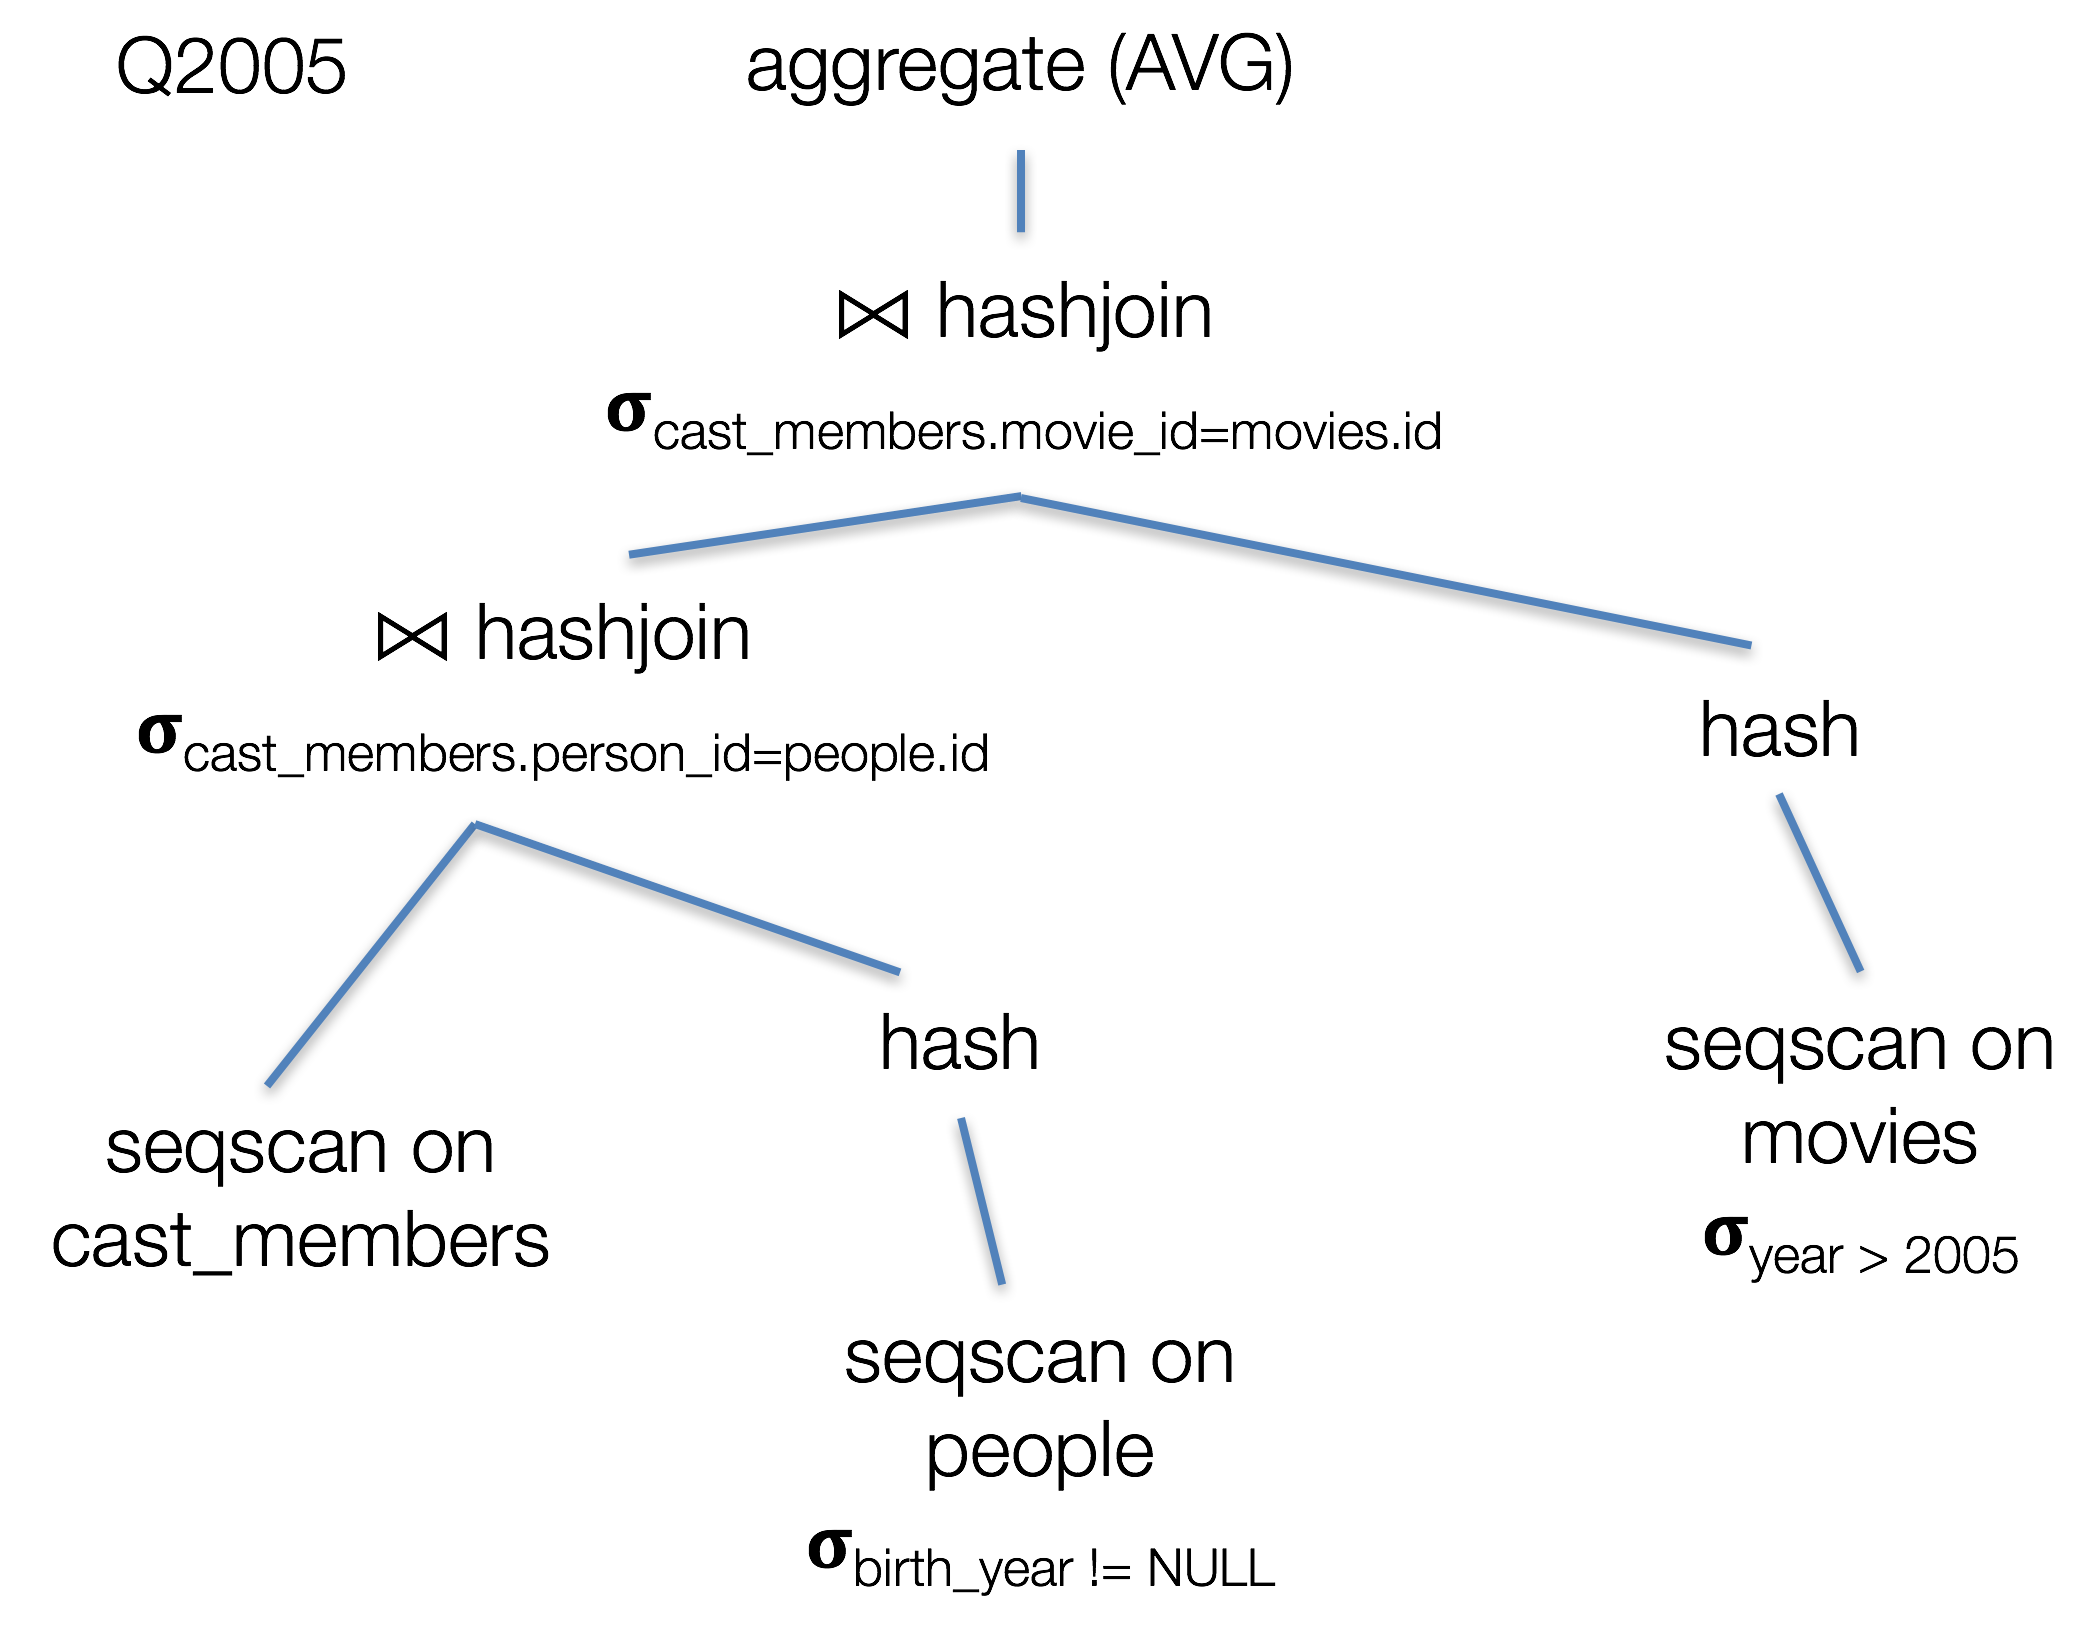 Q2005
aggregate (AVG)
⋈ hashjoin
σcast_members.movie_id=movies.id
⋈ hashjoin
σcast_members.person_id=people.id
hash
seqscan on
cast_members
hash
seqscan on
people
σbirth_year != NULL
seqscan on
movies
σyear > 2005